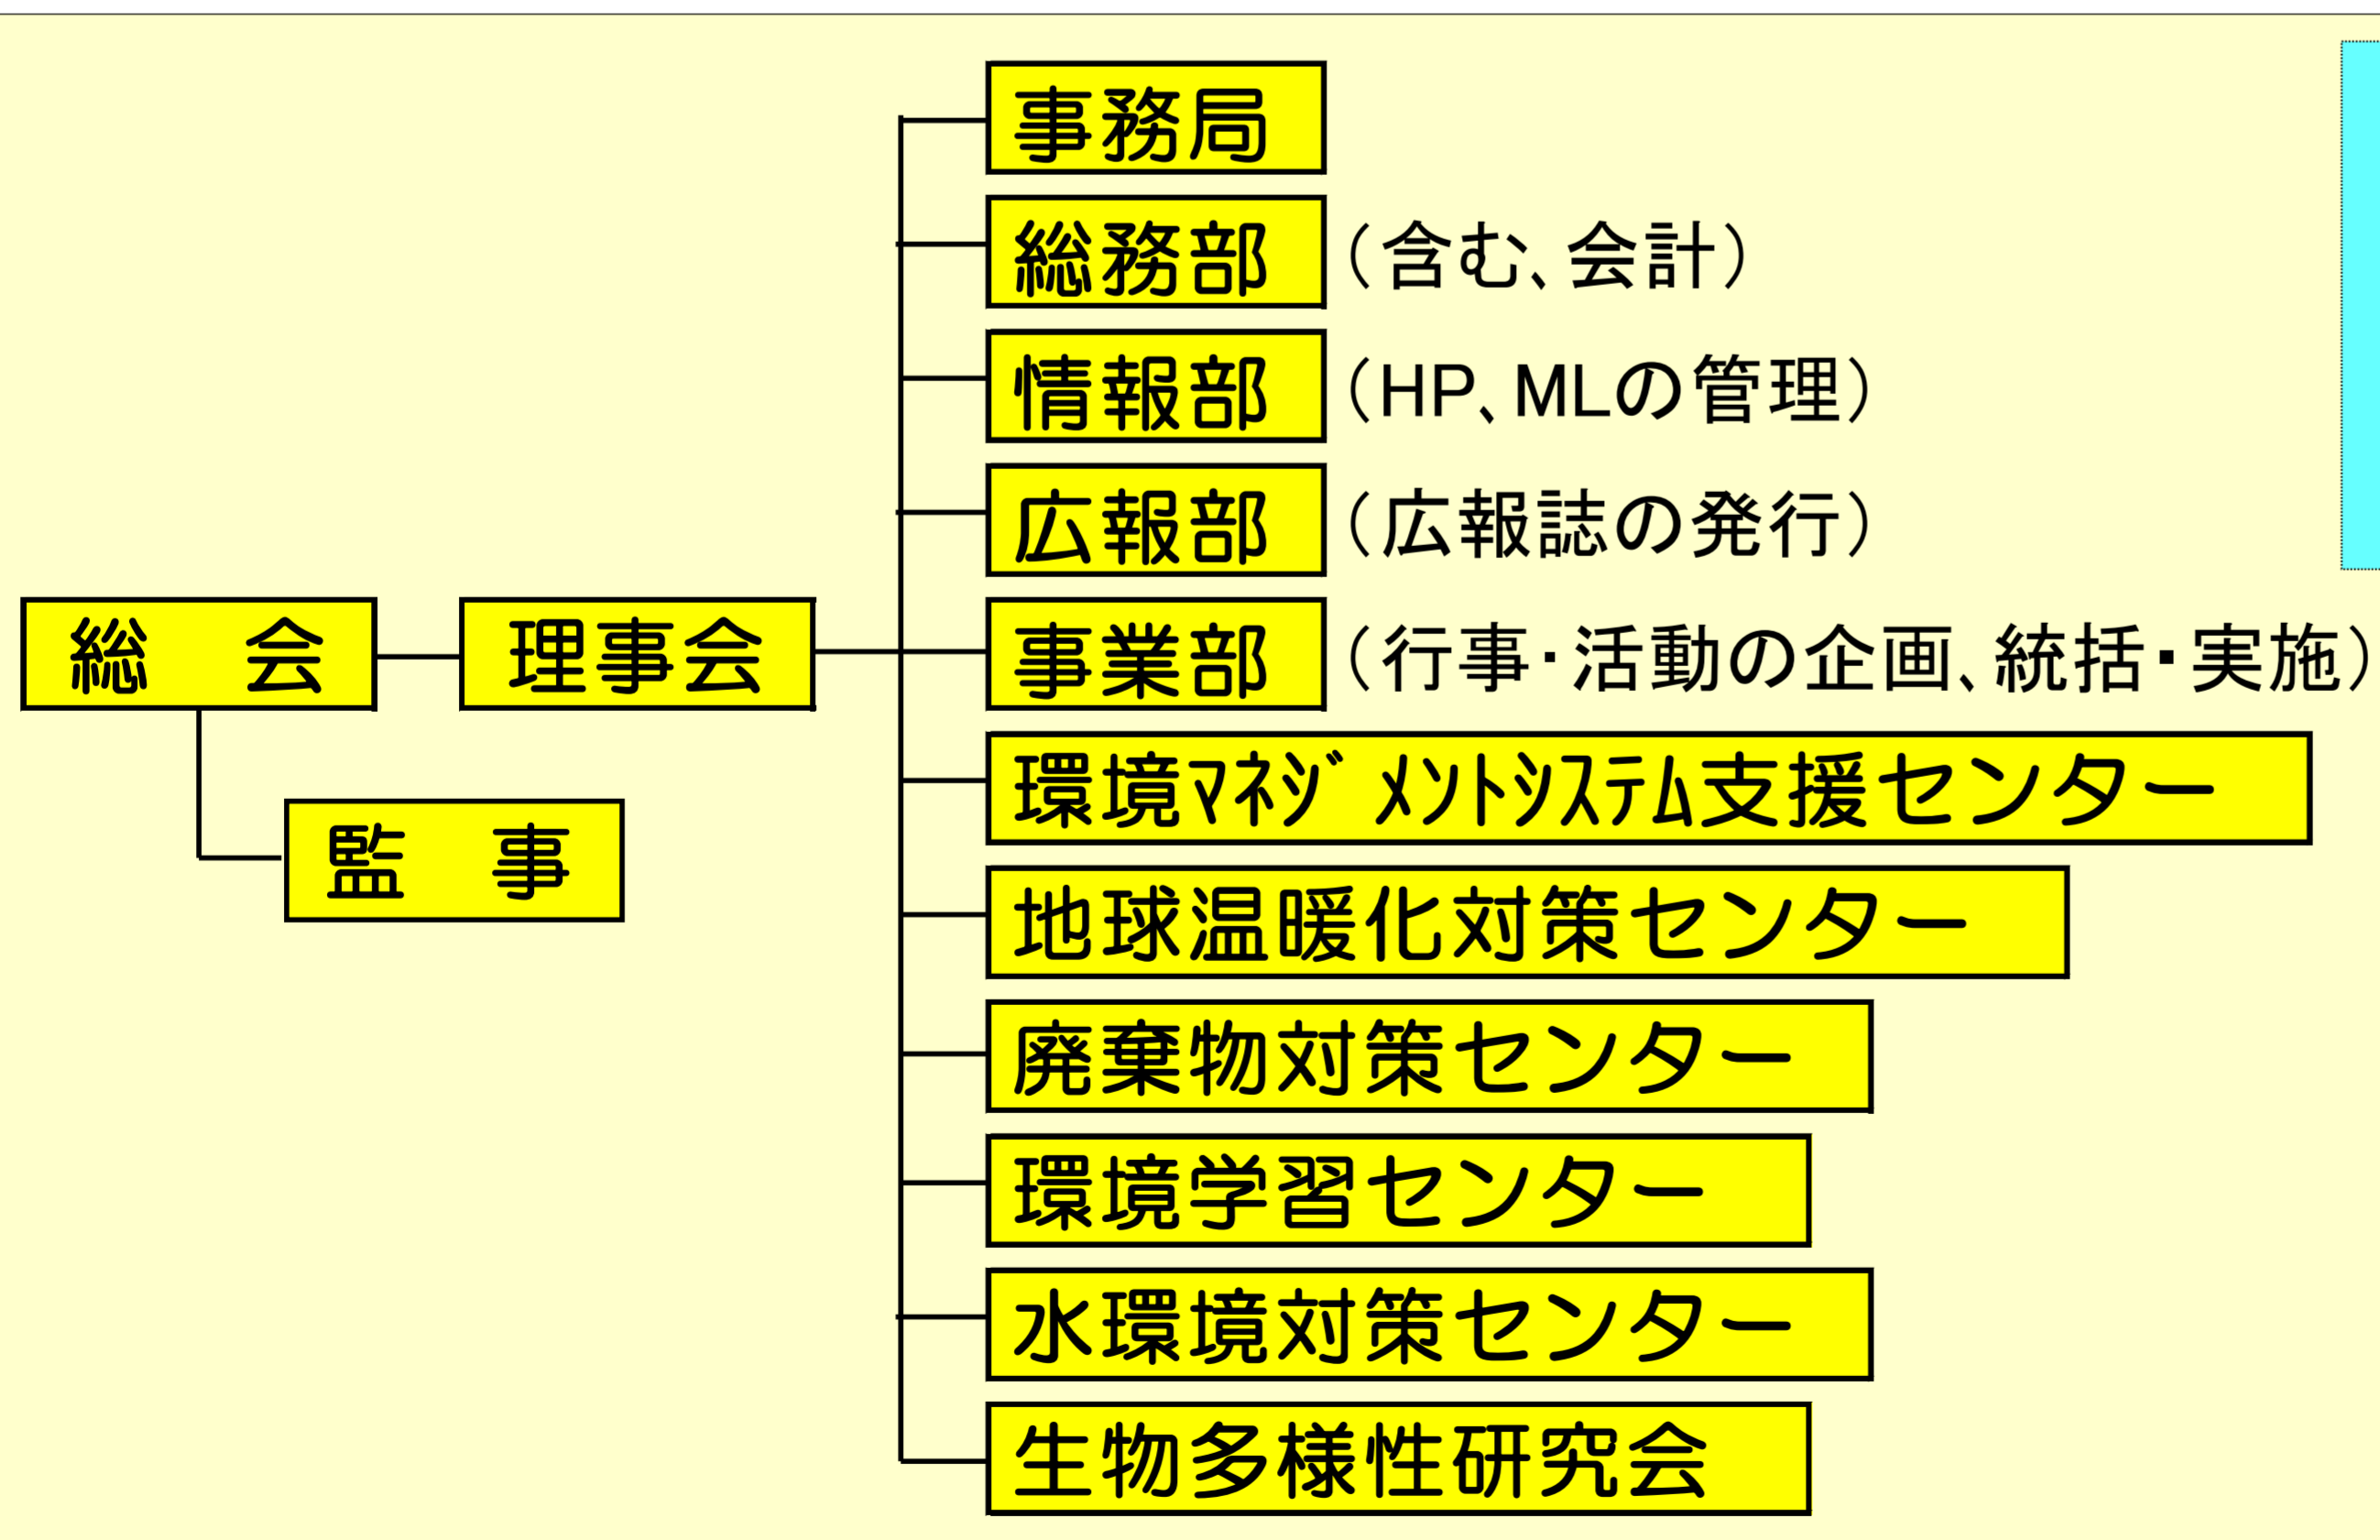 事務局
総務部（含む、会計）
情報部（HP、MLの管理）
広報部（広報誌の発行）
総　会
理事会
事業部（行事・活動の企画、統括・実施）
環境ﾏﾈｼﾞﾒﾝﾄｼｽﾃﾑ支援センター
監　事
地球温暖化対策センター
廃棄物対策センター
環境学習センター
水環境対策センター
生物多様性研究会